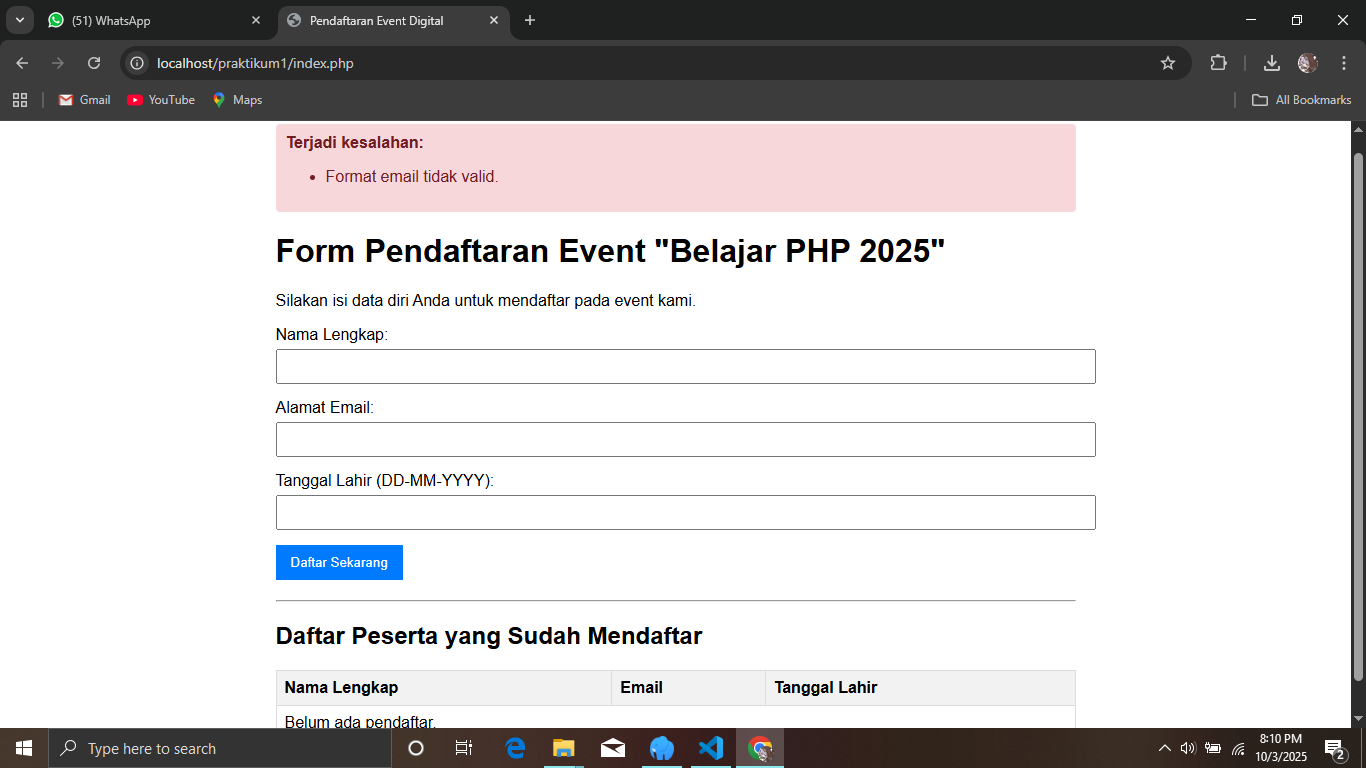 (51) WhatsApp
Pendaftaran Event Digital
localhost/praktikum1/index.php
Gmail
YouTube
Maps
All Bookmarks
Terjadi kesalahan:
• Format email tidak valid.
Form Pendaftaran Event "Belajar PHP 2025"
Silakan isi data diri Anda untuk mendaftar pada event kami.
Nama Lengkap:
Alamat Email:
Tanggal Lahir (DD-MM-YYYY):
Daftar Sekarang
Daftar Peserta yang Sudah Mendaftar
Nama Lengkap Email Tanggal Lahir
Belum ada pendaftar.
Type here to search
8:10 PM
10/3/2025
2